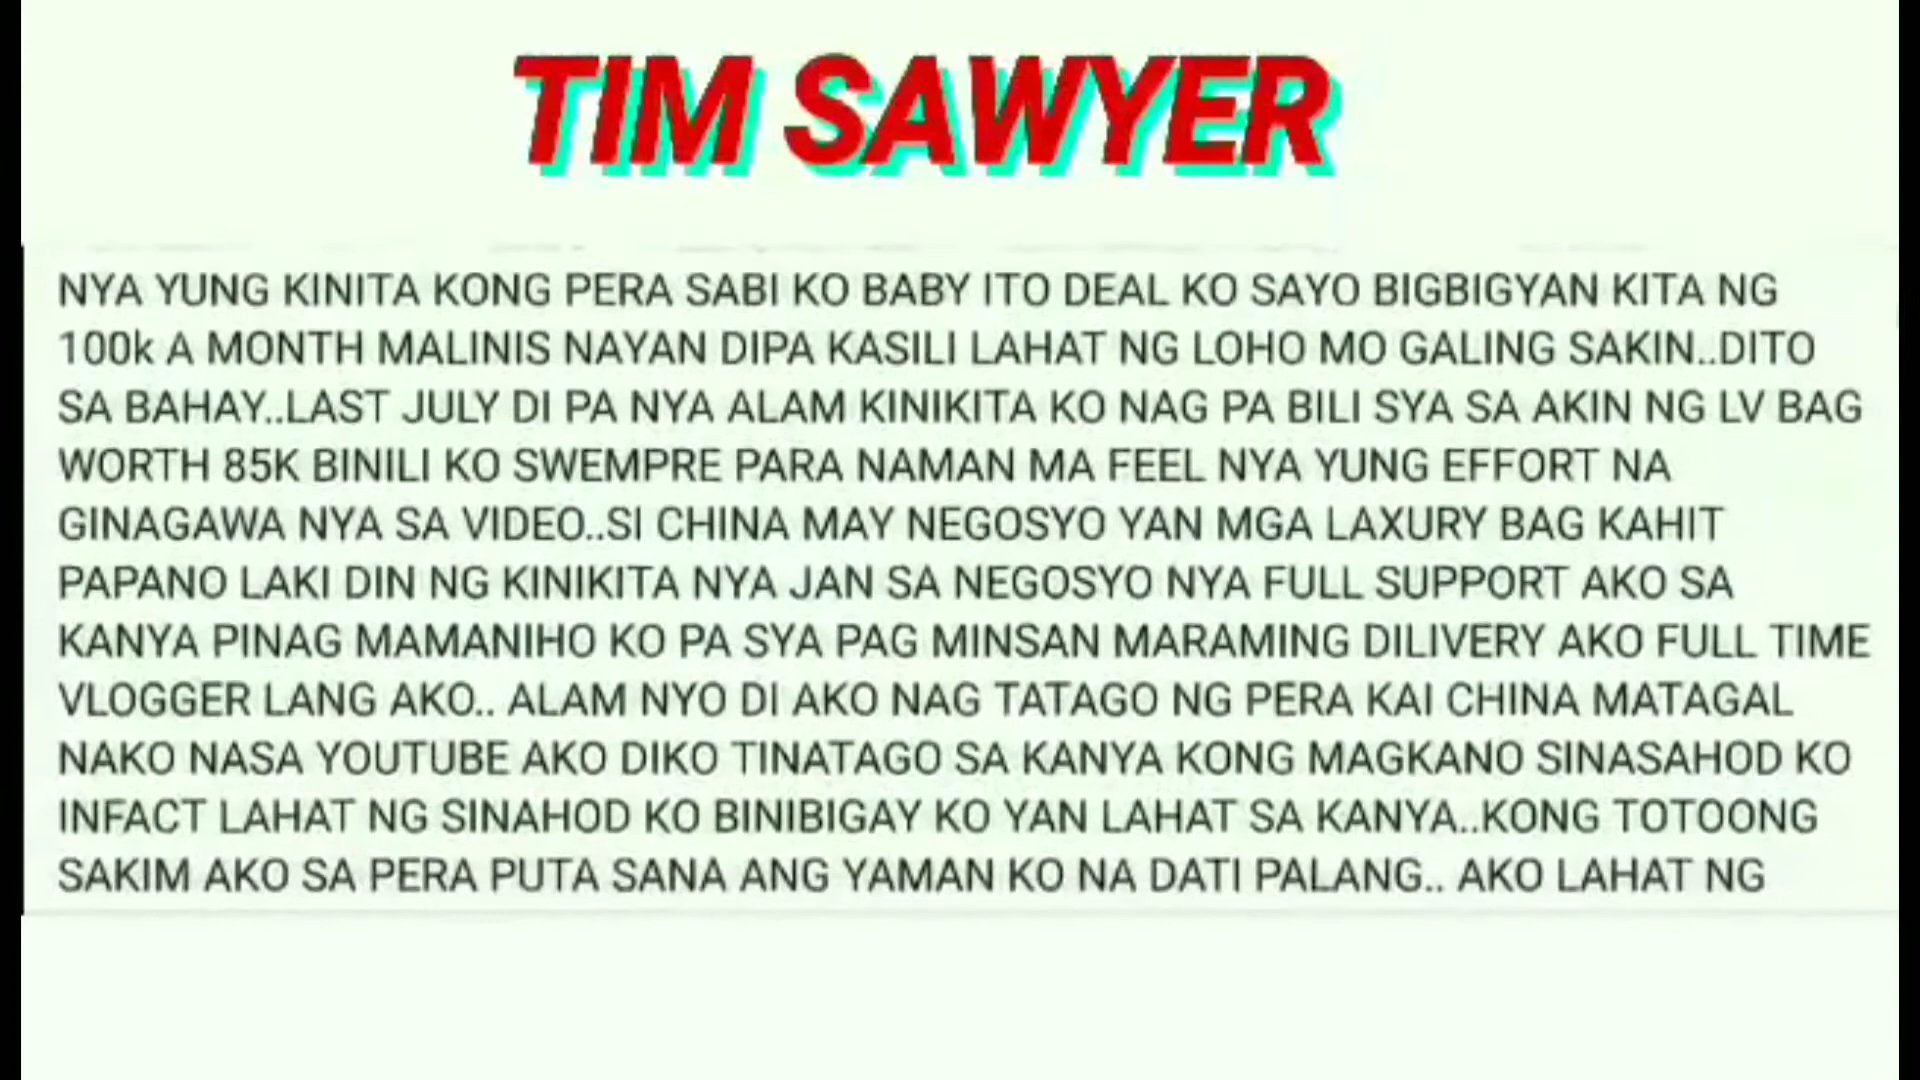 TIM SAWYER
NYA YUNG KINITA KONG PERA SABI KO BABY ITO DEAL KO SAYO BIGBIGYAN KITA NG
100k A MONTH MALINIS NAYAN DIPA KASILI LAHAT NG LOHO MO GALING SAKIN..DITO
SA BAHAY..LAST JULY DI PA NYA ALAM KINIKITA KO NAG PA BILI SYA SA AKIN NG LV BAG
WORTH 85K BINILI KO SWEMPRE PARA NAMAN MA FEEL NYA YUNG EFFORT NA
GINAGAWA NYA SA VIDEO..SI CHINA MAY NEGOSYO YAN MGA LAXURY BAG KAHIT
PAPANO LAKI DIN NG KINIKITA NYA JAN SA NEGOSYO NYA FULL SUPPORT AKO SA
KANYA PINAG MAMANIHO KO PA SYA PAG MINSAN MARAMING DILIVERY AKO FULL TIME
VLOGGER LANG AKO.. ALAM NYO DI AKO NAG TATAGO NG PERA KAI CHINA MATAGAL
NAKO NASA YOUTUBE AKO DIKO TINATAGO SA KANYA KONG MAGKANO SINASAHOD KO
INFACT LAHAT NG SINAHOD KO BINIBIGAY KO YAN LAHAT SA KANYA..KONG TOTOONG
SAKIM AKO SA PERA PUTA SANA ANG YAMAN KO NA DATI PALANG.. AKO LAHAT NG